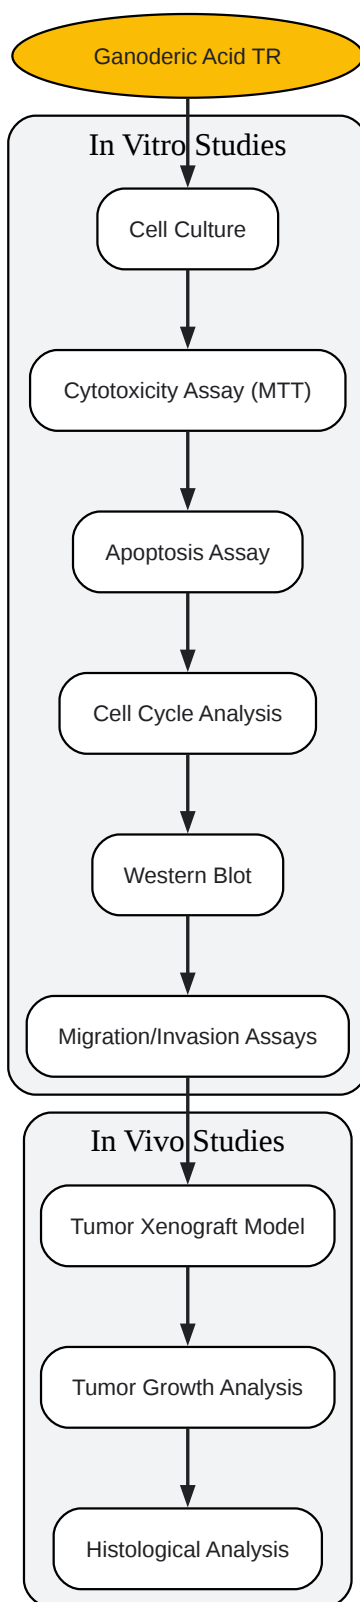 Ganoderic Acid TR
In Vitro Studies
Cell Culture
Cytotoxicity Assay (MTT)
Apoptosis Assay
Cell Cycle Analysis
Western Blot
Migration/Invasion Assays
In Vivo Studies
Tumor Xenograft Model
Tumor Growth Analysis
Histological Analysis